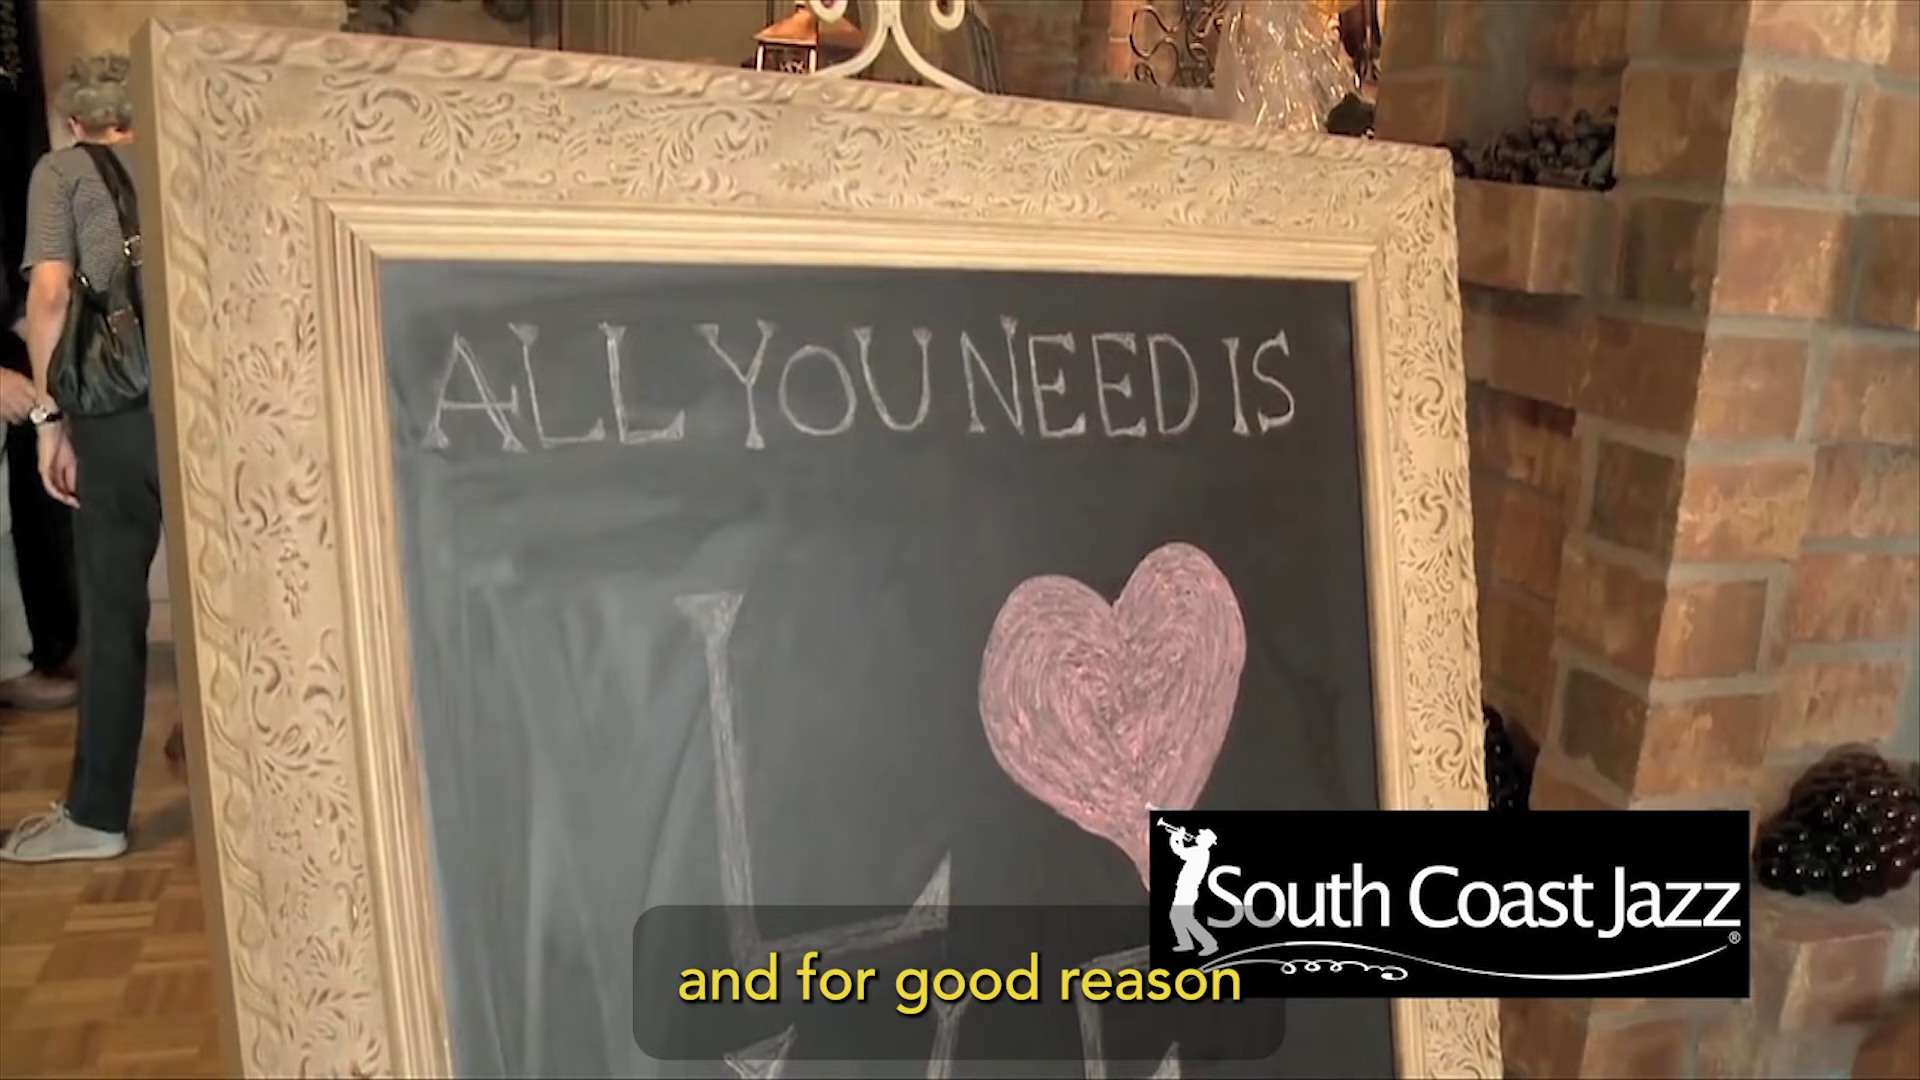 ALL YOU NEED IS
L
South Coast Jazz
®
and for good reason